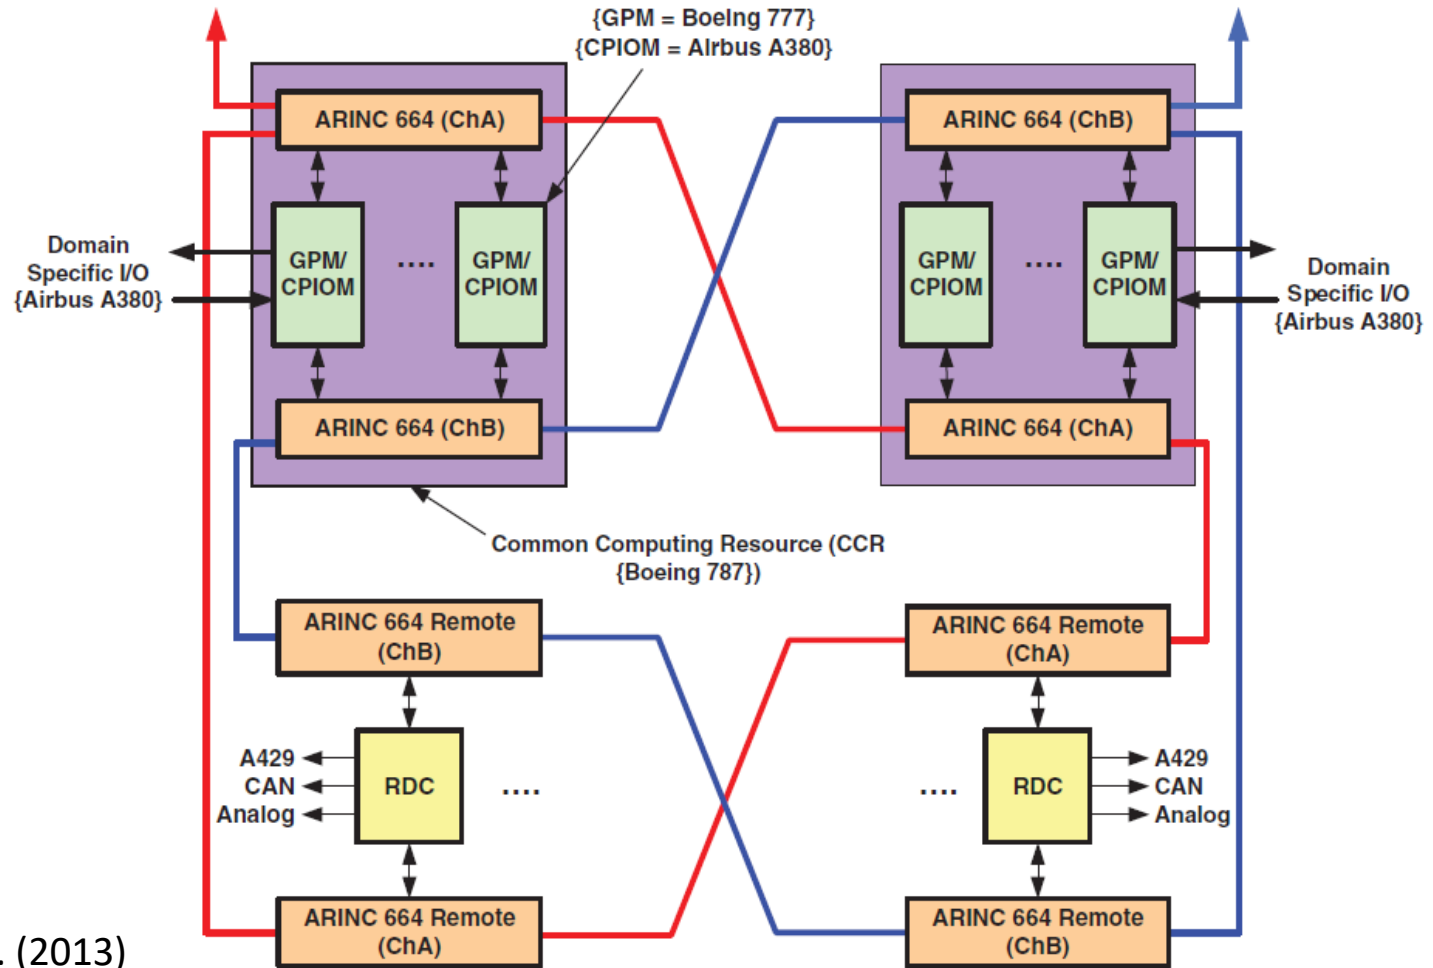 {GPM = Boeing 777}
{CPIOM = Airbus A380}
ARINC 664 (ChA)
ARINC 664 (ChB)
Domain
Specific I/O
{Airbus A380}
GPM/
CPIOM
....
GPM/
CPIOM
GPM/
CPIOM
....
GPM/
CPIOM
Domain
Specific I/O
{Airbus A380}
ARINC 664 (ChB)
ARINC 664 (ChA)
Common Computing Resource (CCR
{Boeing 787})
ARINC 664 Remote
(ChB)
ARINC 664 Remote
(ChA)
A429
CAN
Analog
RDC
....
....
RDC
A429
CAN
Analog
ARINC 664 Remote
(ChA)
ARINC 664 Remote
(ChB)
. (2013)